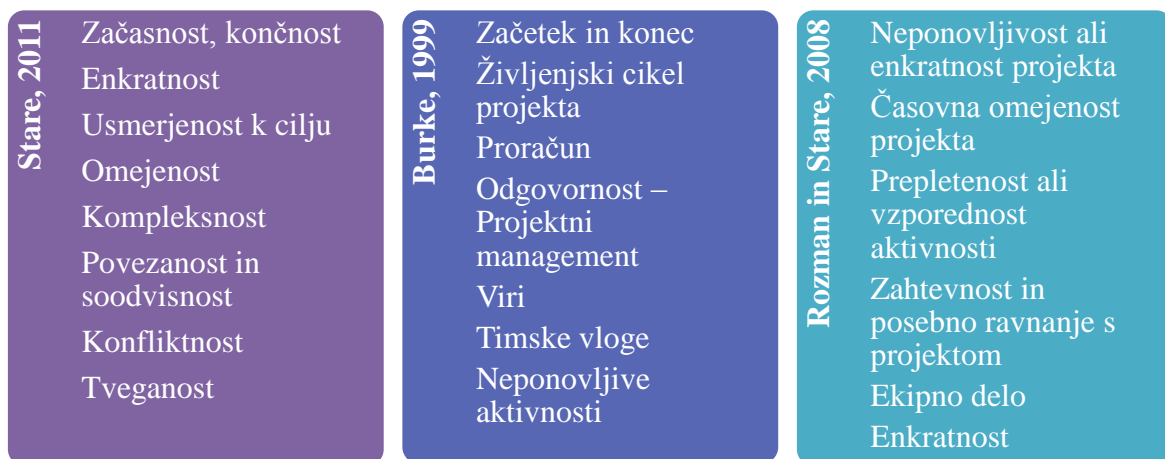 Stare, 2011
Začasnost, končnost
Enkratnost
Usmerjenost k cilju
Omejenost
Kompleksnost
Povezanost in
soodvisnost
Konfliktnost
Tveganost
Burke, 1999
Začetek in konec
Življenjski cikel
projekta
Proračun
Odgovornost –
Projektni
management
Viri
Timske vloge
Neponovljive
aktivnosti
Rozman in Stare, 2008
Neponovljivost ali
enkratnost projekta
Časovna omejenost
projekta
Prepletenost ali
vzporednost
aktivnosti
Zahtevnost in
posebno ravnanje s
projektom
Ekipno delo
Enkratnost